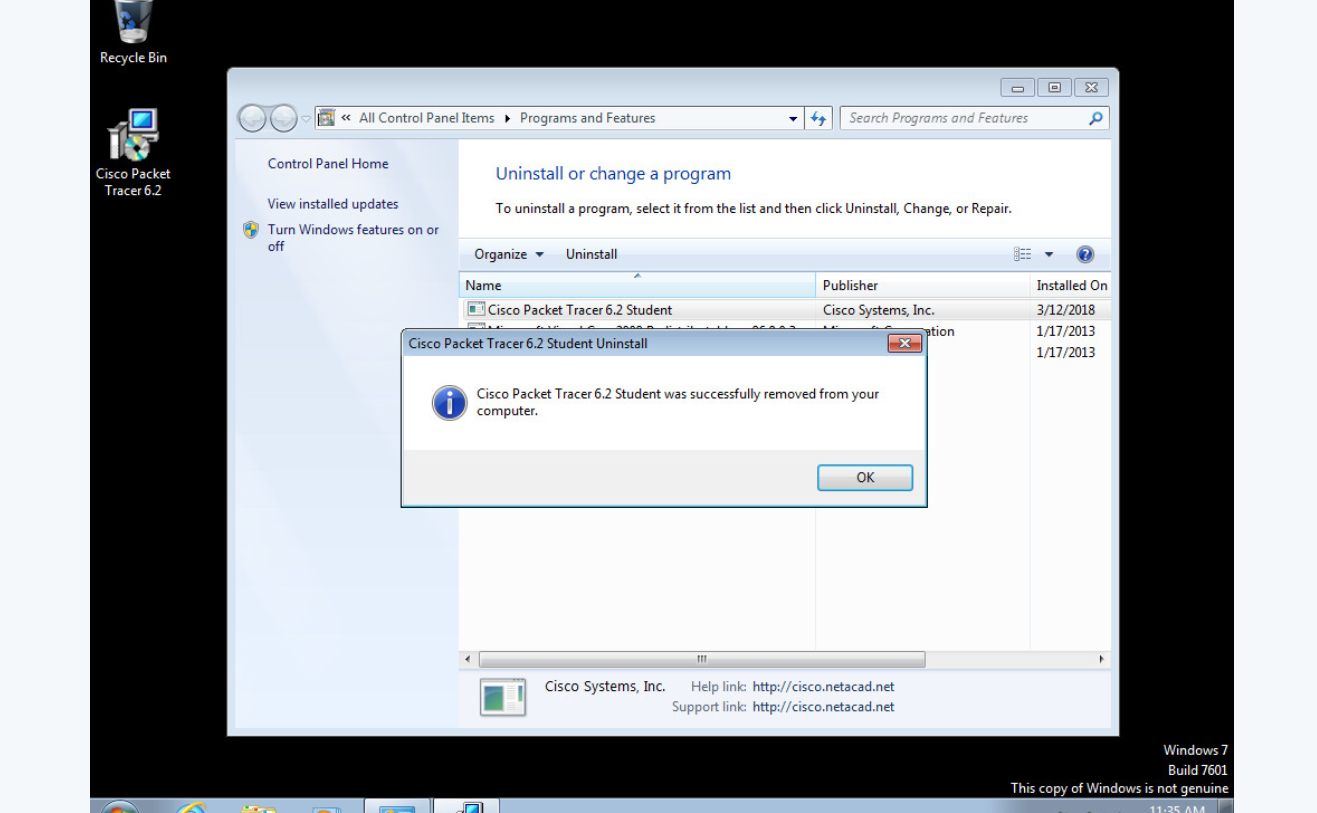 Recycle Bin
Cisco Packet
Tracer 6.2
« All Control Panel Items ▸ Programs and Features
Search Programs and Features
Control Panel Home
View installed updates
Turn Windows features on or
off
Uninstall or change a program
To uninstall a program, select it from the list and then click Uninstall, Change, or Repair.
Organize Uninstall
Name Publisher Installed On
Cisco Packet Tracer 6.2 Student Cisco Systems, Inc. 3/12/2018
1/17/2013
1/17/2013
Cisco Packet Tracer 6.2 Student Uninstall
Cisco Packet Tracer 6.2 Student was successfully removed from your
computer.
OK
Cisco Systems, Inc. Help link: http://cisco.netacad.net
Support link: http://cisco.netacad.net
Windows 7
Build 7601
This copy of Windows is not genuine
11:35 AM